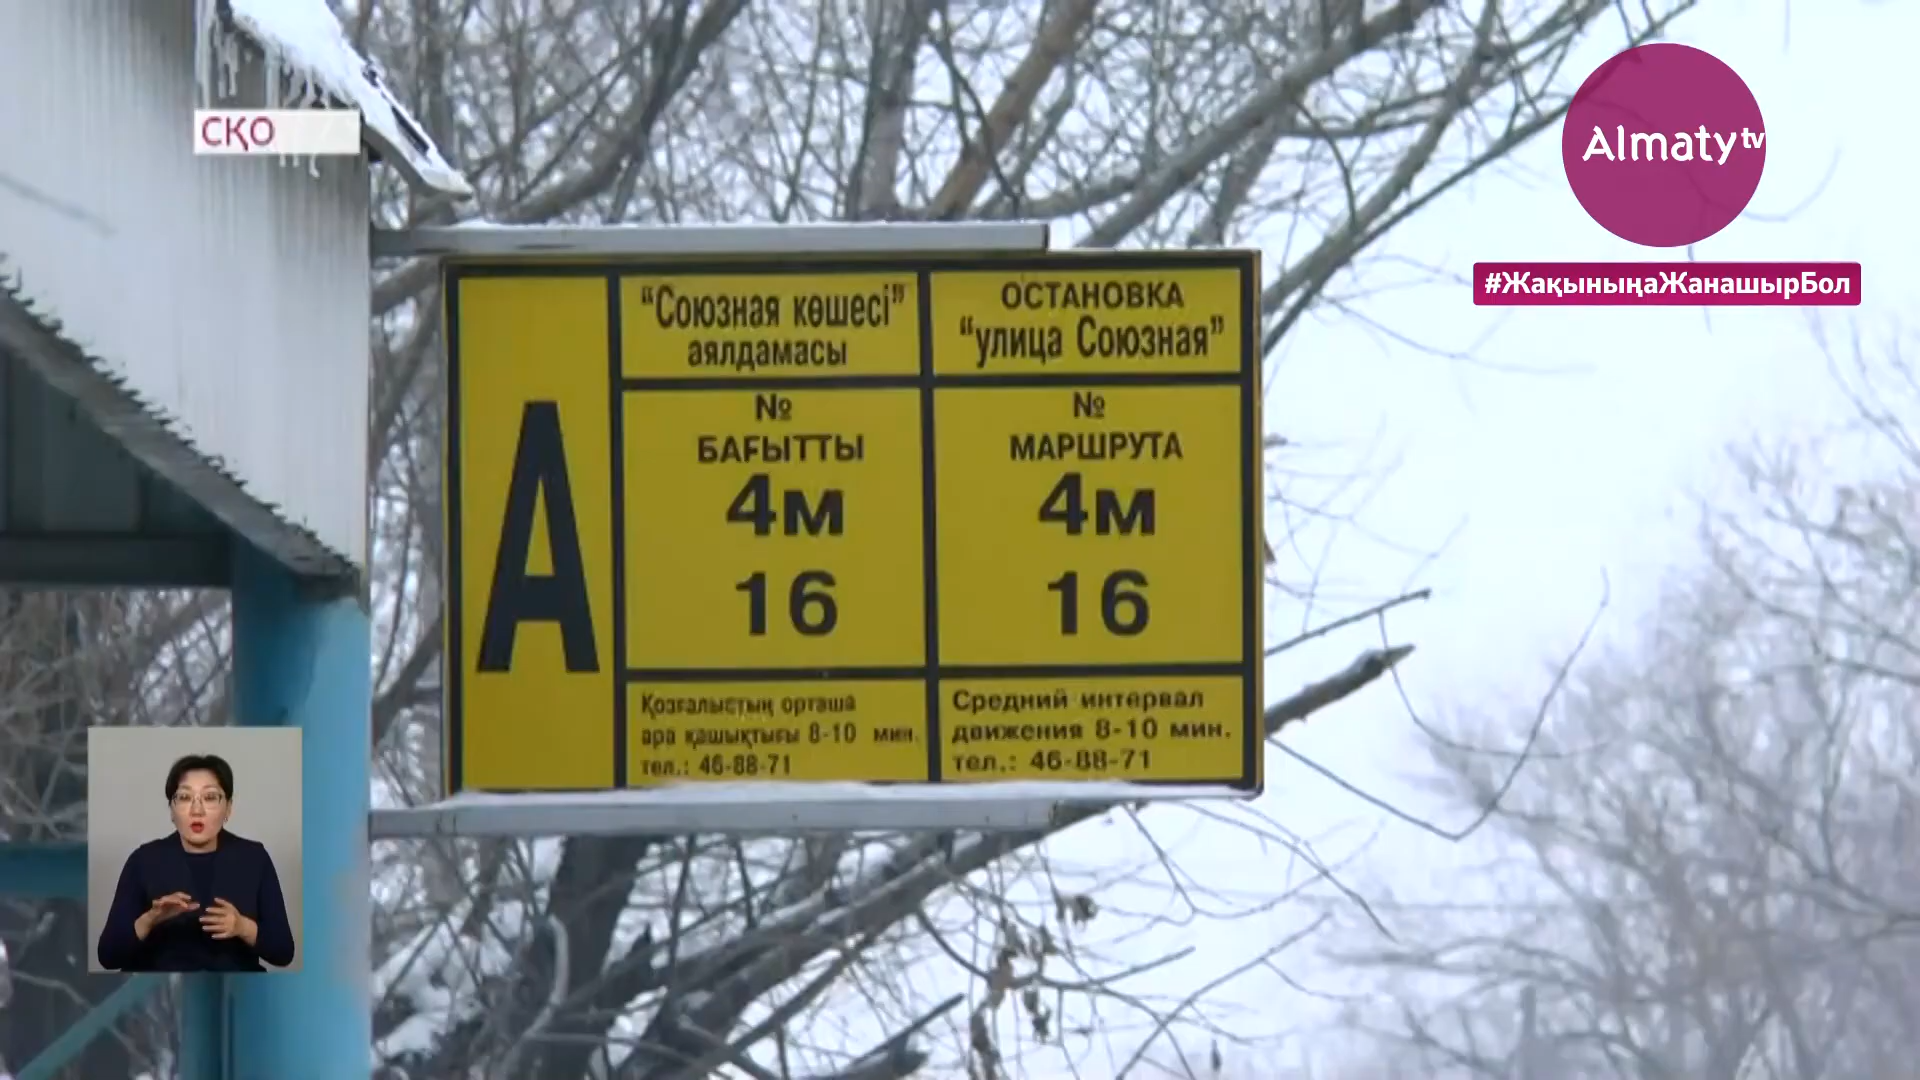 СҚО
Almaty tv
#ЖақыныңаЖанашырБол
А
“Союзная көшесі”
аялдамасы
№
БАҒЫТТЫ
4м
16
Қозғалыстың орташа
ара қашықтығы 8-10 мин.
тел.: 46-88-71
ОСТАНОВКА
“улица Союзная”
№
МАРШРУТА
4м
16
Средний интервал
движения 8-10 мин.
тел.: 46-88-71